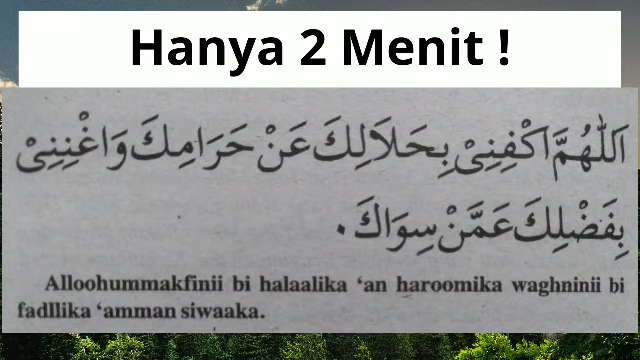 Hanya 2 Menit !
اَللّٰهُمَّ اكْفِنِيْ بِحَلَالِكَ عَنْ حَرَامِكَ وَاغْنِنِيْ
بِفَضْلِكَ عَمَّنْ سِوَاكَ.
Alloohummakfinii bi halaalika ‘an haroomika waghninii bi
fadllika ‘amman siwaaka.